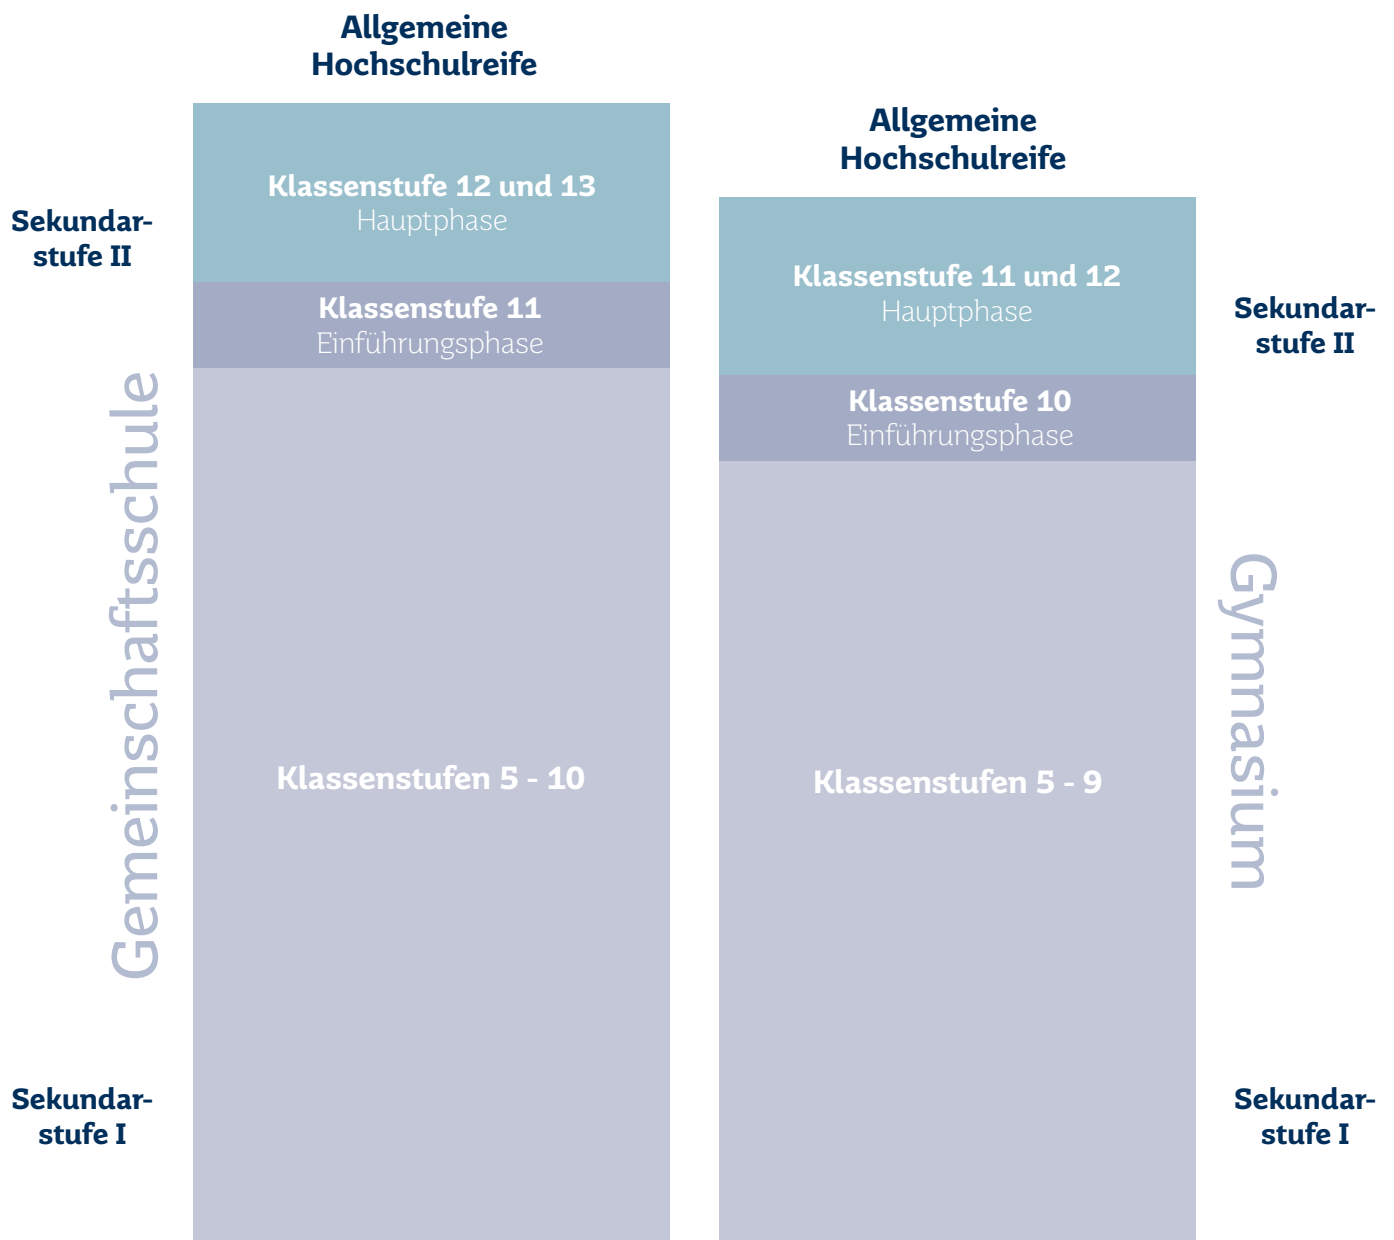 Allgemeine
Hochschulreife
Sekundar-
stufe II
Klassenstufe 12 und 13
Hauptphase
Klassenstufe 11
Einführungsphase
Gemeinschaftsschule
Klassenstufen 5 - 10
Sekundar-
stufe I
Allgemeine
Hochschulreife
Klassenstufe 11 und 12
Hauptphase
Sekundar-
stufe II
Klassenstufe 10
Einführungsphase
Klassenstufen 5 - 9
Gymnasium
Sekundar-
stufe I